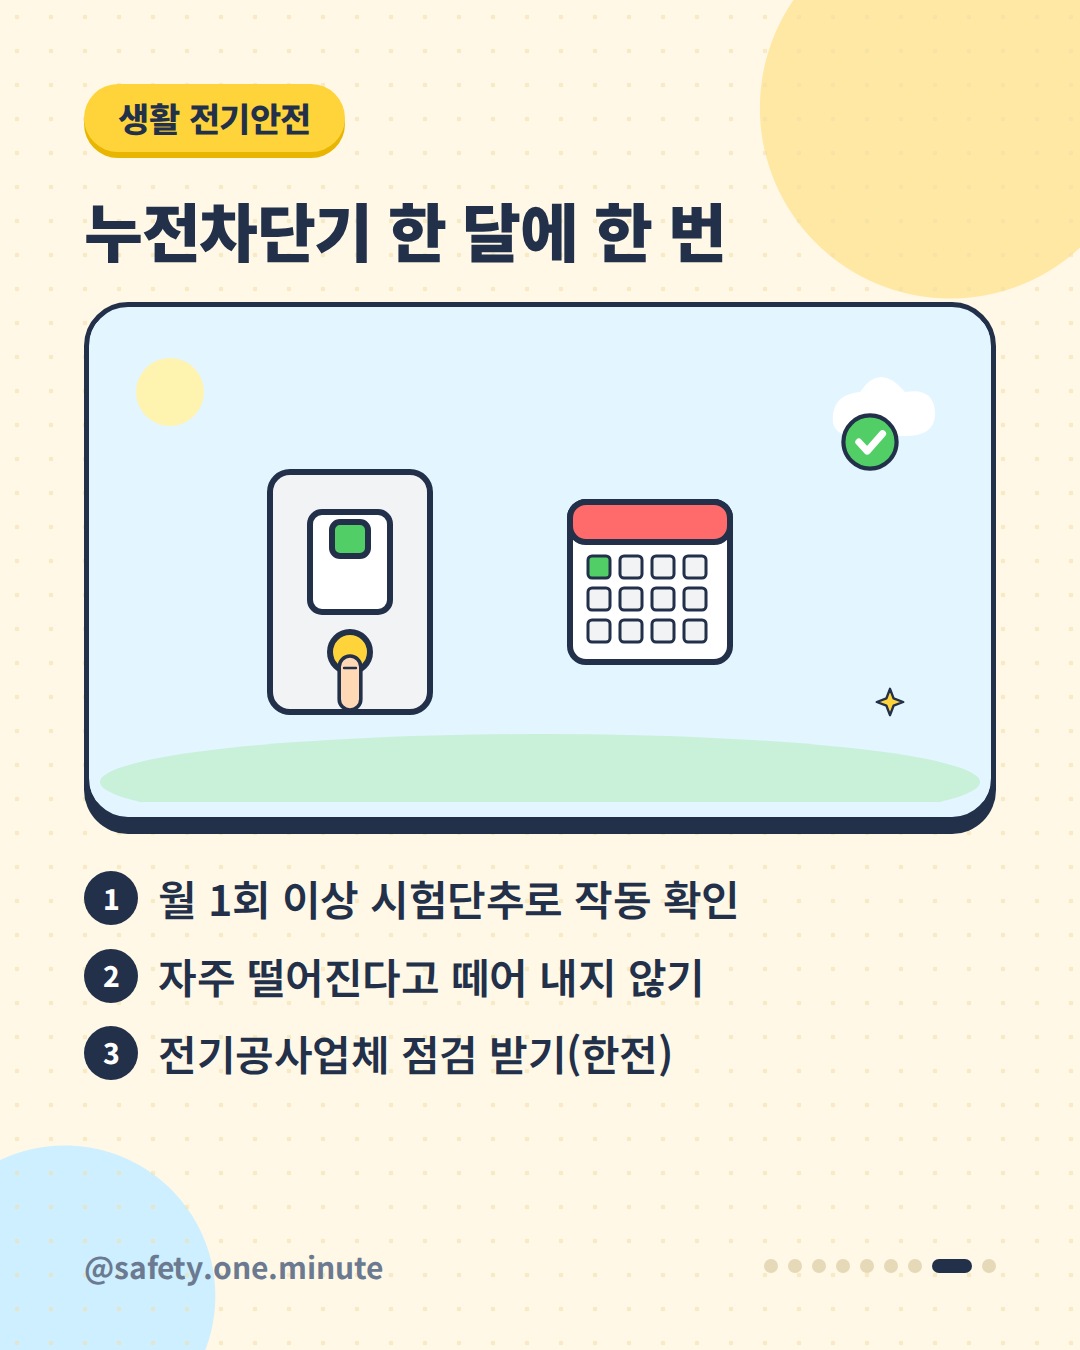 생활 전기안전
누전차단기 한 달에 한 번
1 월 1회 이상 시험단추로 작동 확인
2 자주 떨어진다고 떼어 내지 않기
3 전기공사업체 점검 받기(한전)
@safety.one.minute